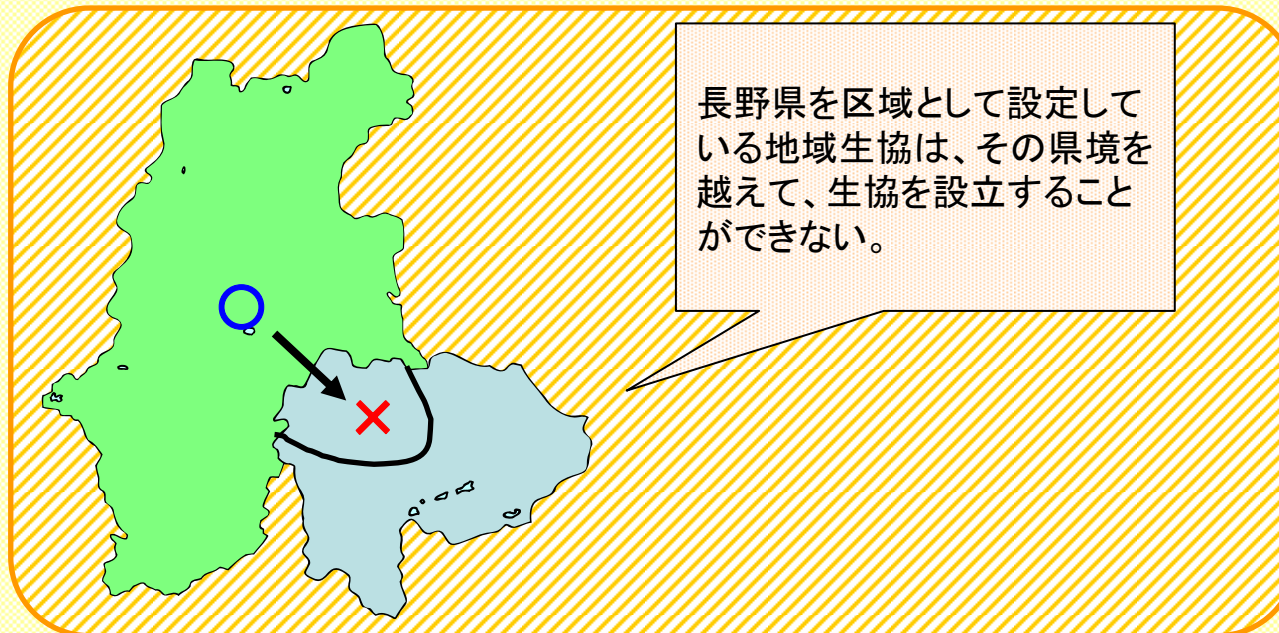 長野県を区域として設定して
いる地域生協は、その県境を
越えて、生協を設立すること
ができない。